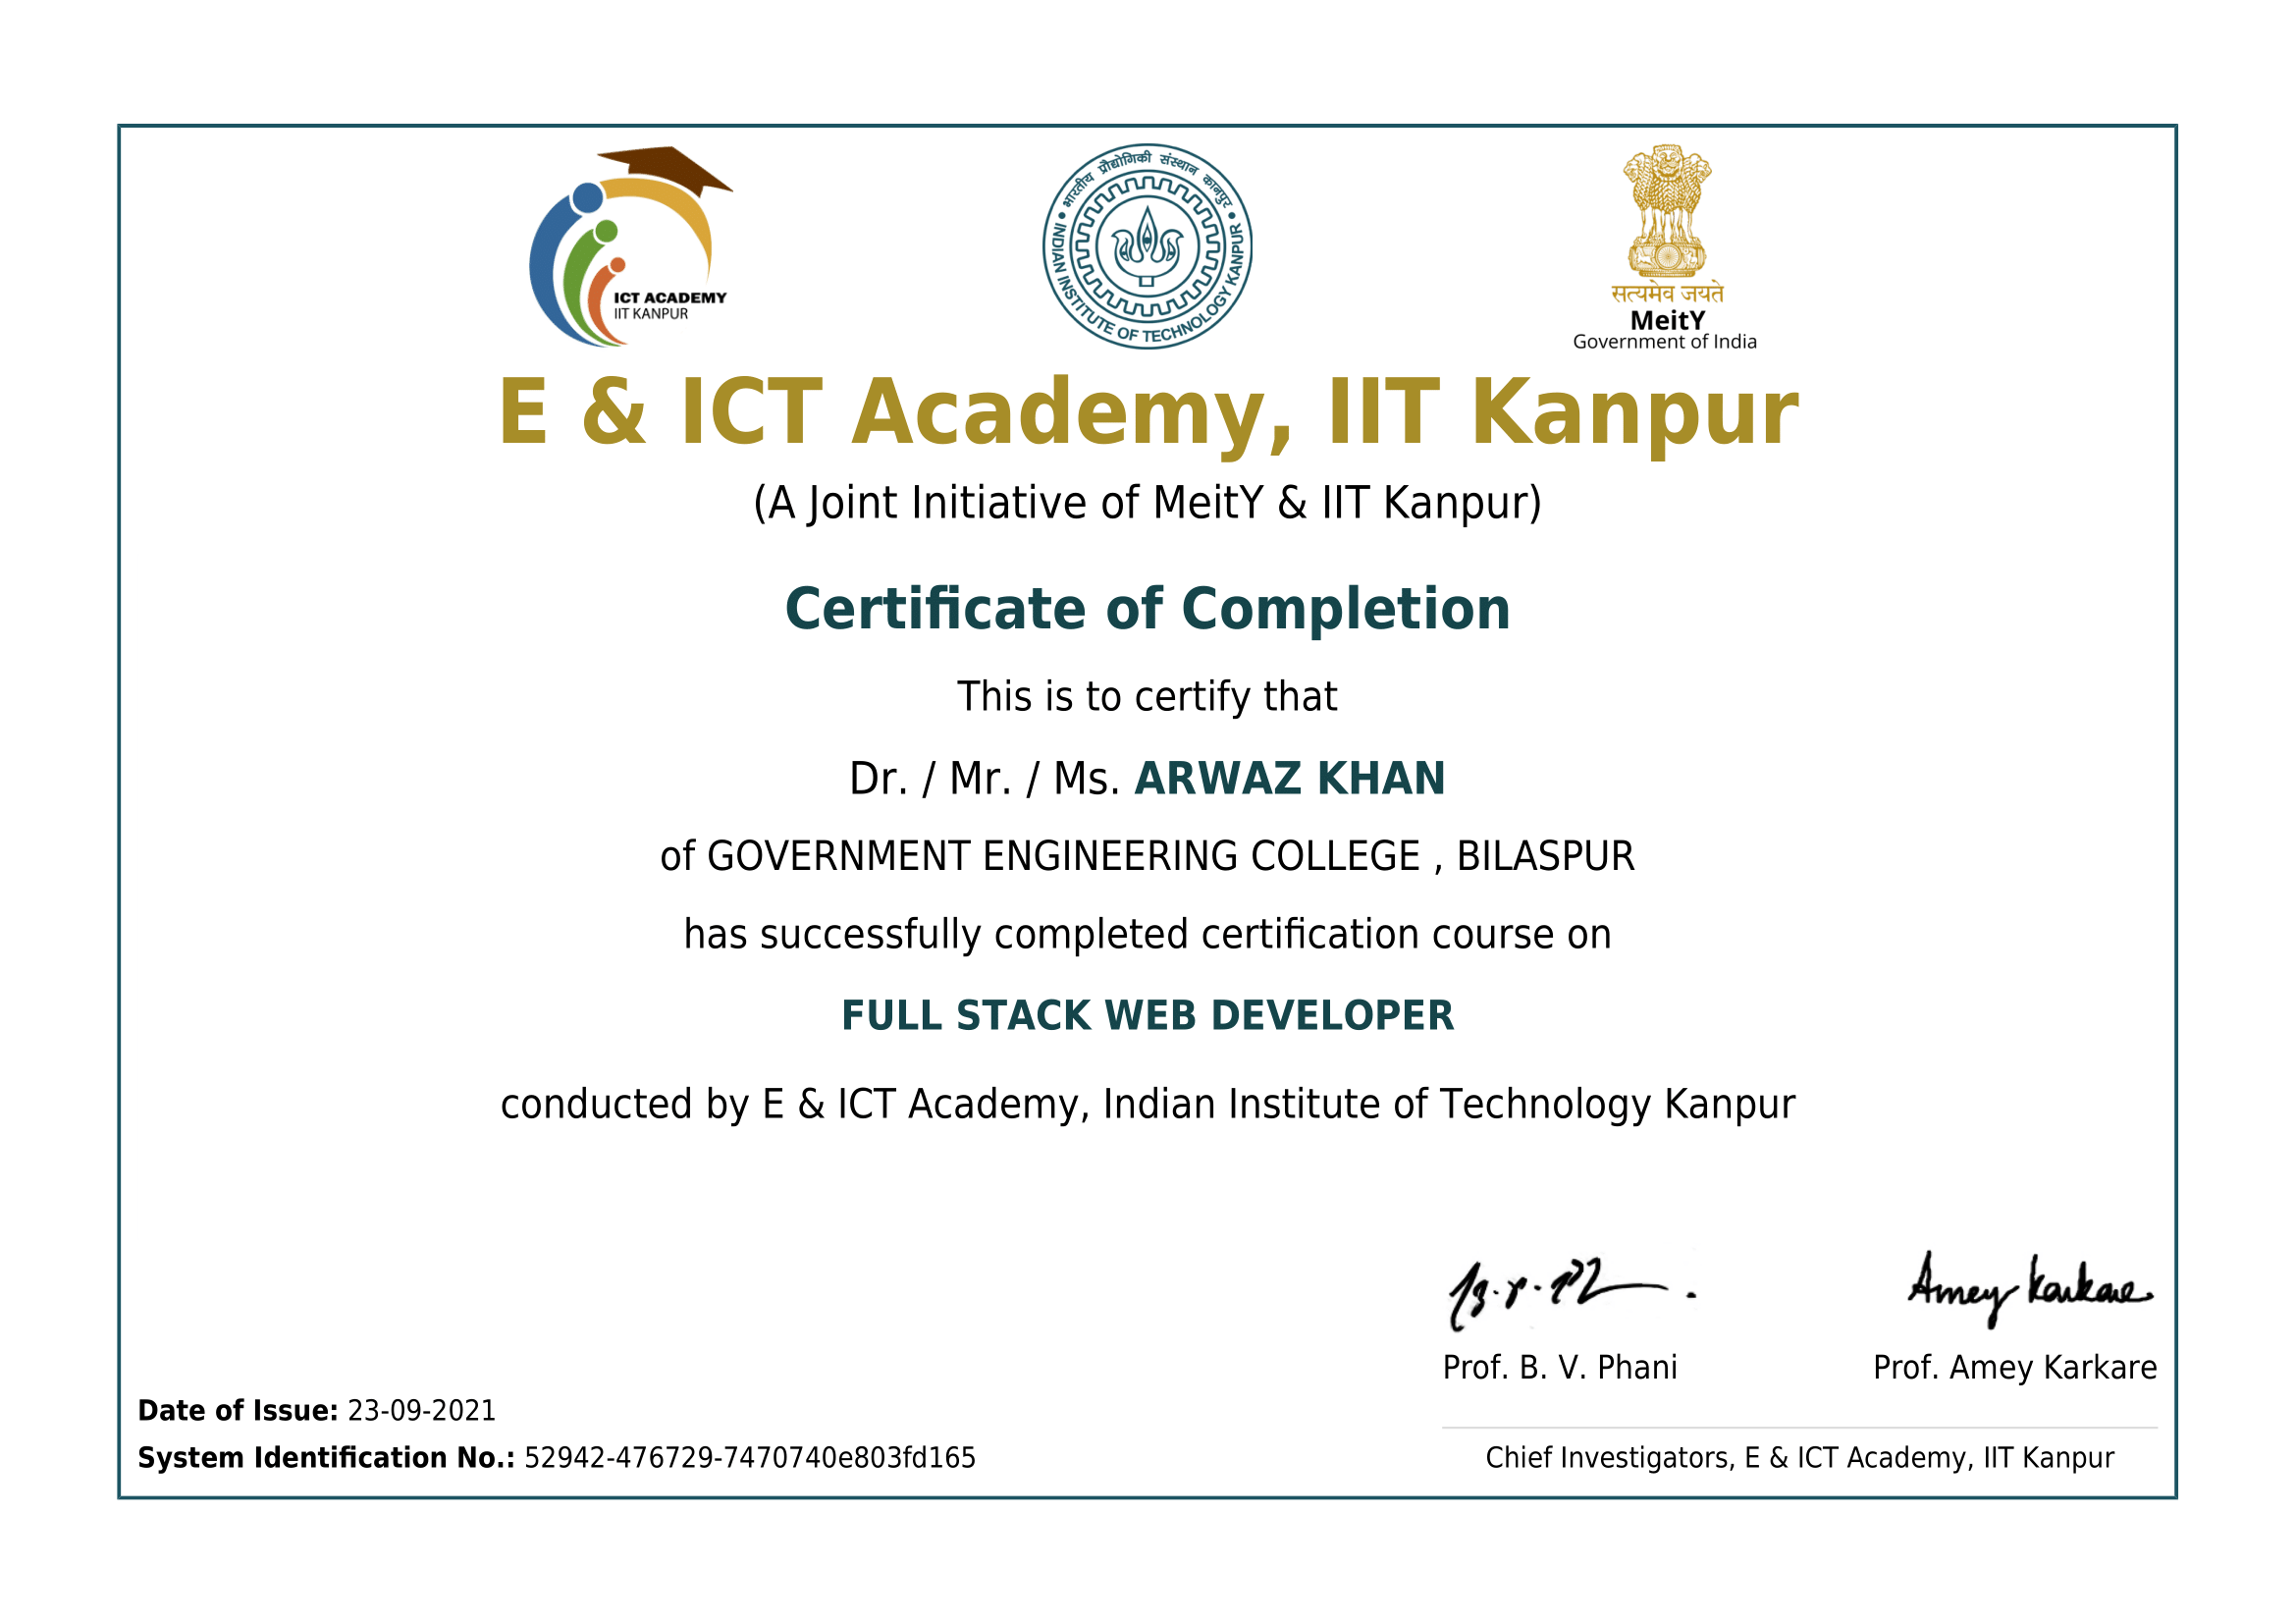 ICT ACADEMY
IIT KANPUR
भारतीय प्रौद्योगिकी संस्थान कानपुर
INDIAN INSTITUTE OF TECHNOLOGY KANPUR
सत्यमेव जयते
MeitY
Government of India
E & ICT Academy, IIT Kanpur
(A Joint Initiative of MeitY & IIT Kanpur)
Certificate of Completion
This is to certify that
Dr. / Mr. / Ms. ARWAZ KHAN
of GOVERNMENT ENGINEERING COLLEGE , BILASPUR
has successfully completed certification course on
FULL STACK WEB DEVELOPER
conducted by E & ICT Academy, Indian Institute of Technology Kanpur
Amey Karkare
Prof. B. V. Phani
Prof. Amey Karkare
Date of Issue: 23-09-2021
System Identification No.: 52942-476729-7470740e803fd165
Chief Investigators, E & ICT Academy, IIT Kanpur